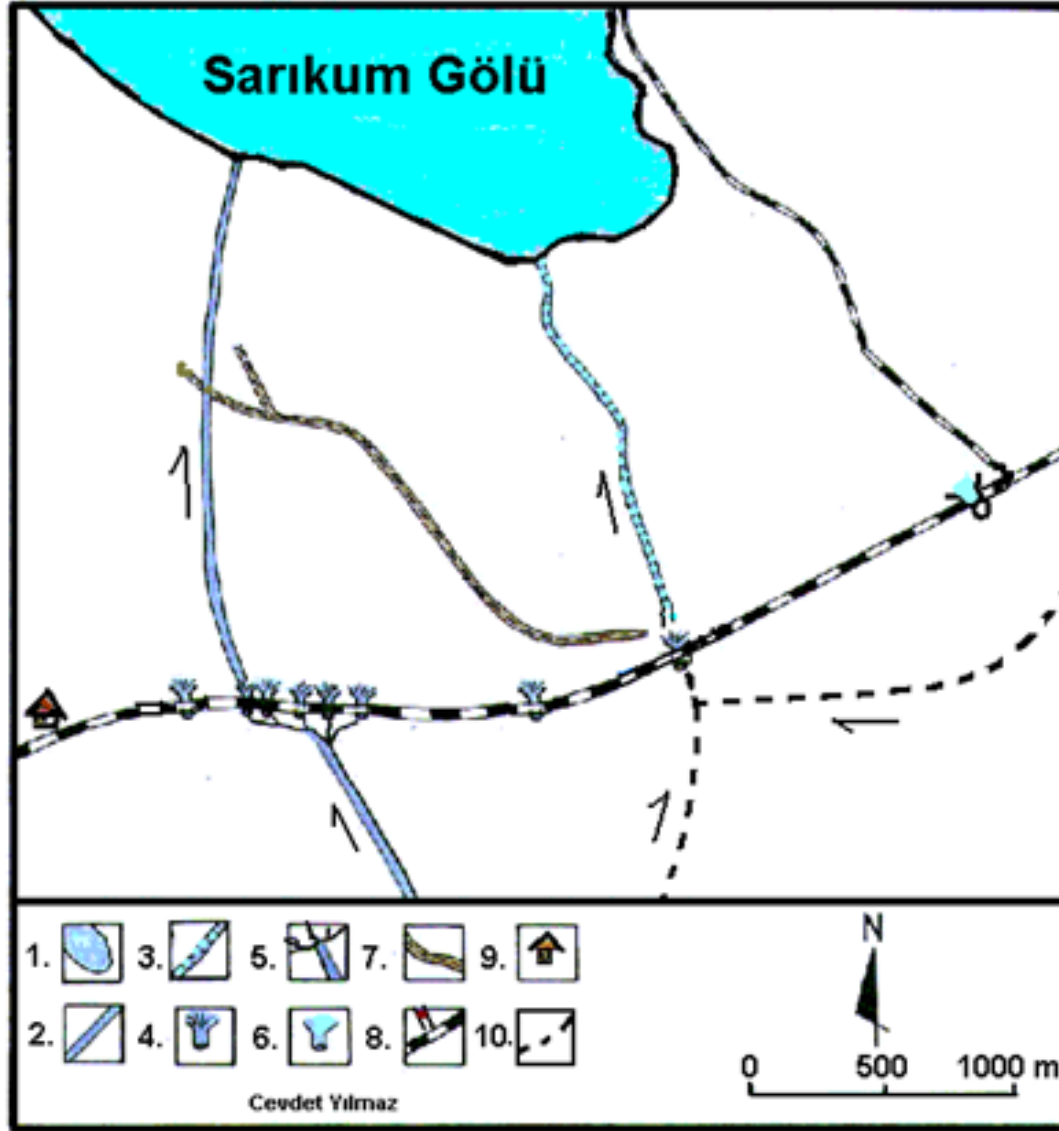 Sarıkum Gölü
1. 3. 5. 7. 9.
2. 4. 6. 8. 10.
Cevdet Yılmaz
N
0 500 1000 m